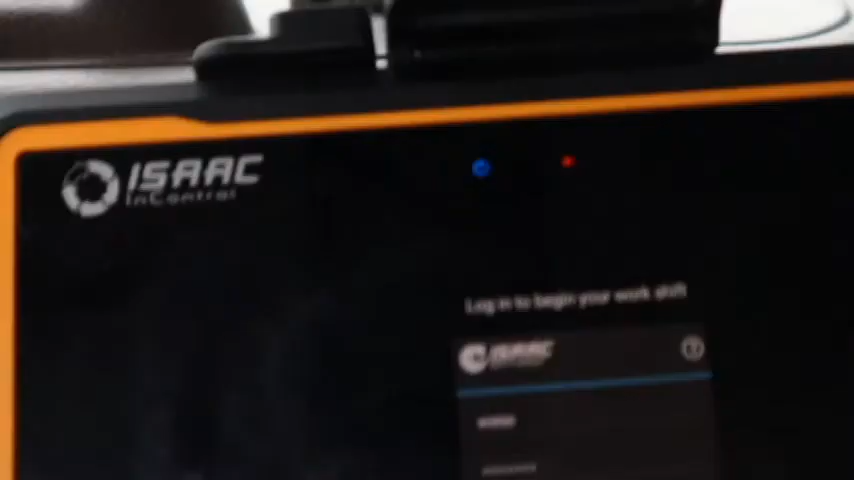 ISAAC
InControl
Log in to begin your work shift
ISAAC